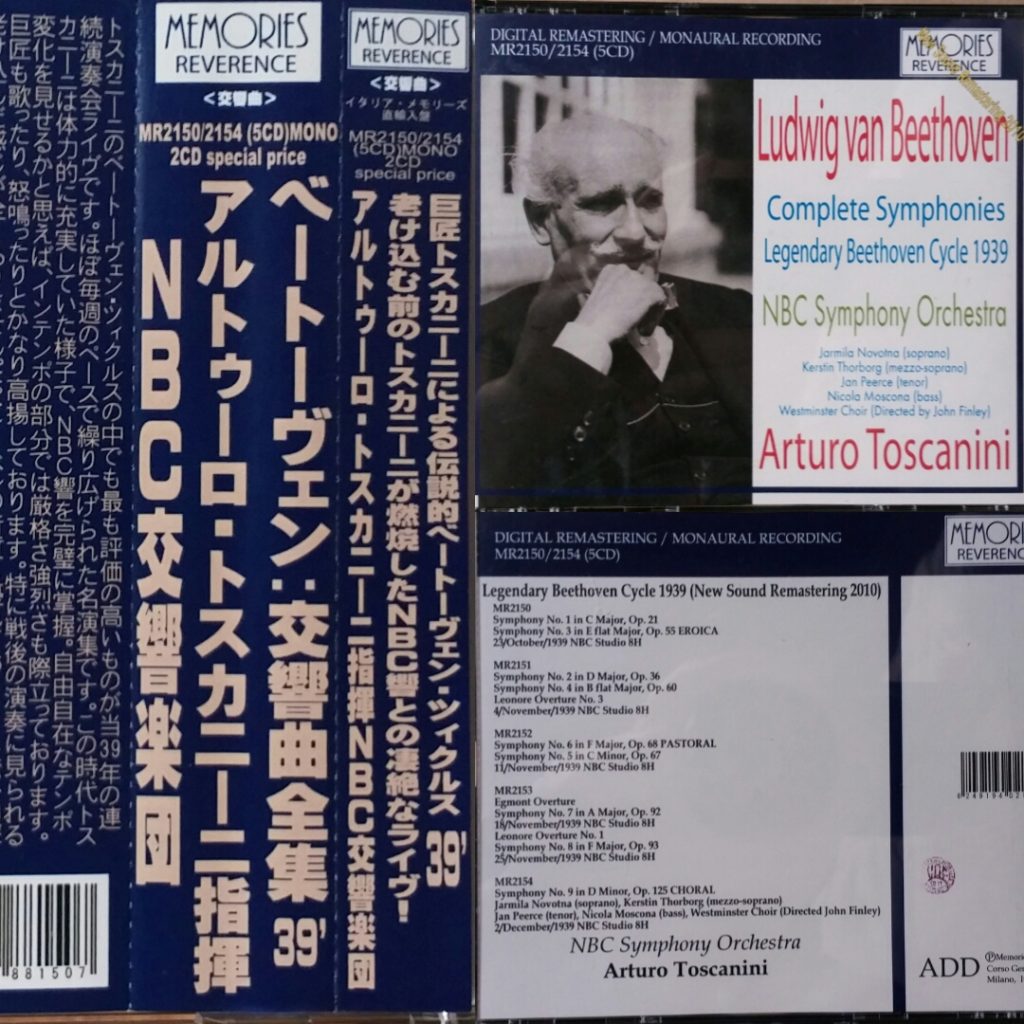 トスカニーニのベートーヴェン・ツィクルスの中でも最も評価の高いものが当39年の連
続演奏会ライヴです。ほぼ毎週のペースで繰り広げられた名演集です。この時代トス
カニーニは体力的に充実していた様子で、NBC響を完璧に掌握。自由自在なテンポ
変化を見せるかと思えば、インテンポの部分では厳格さ強烈さも際立っております。
巨匠も歌ったり、怒鳴ったりとかなり高揚しております。特に戦後の演奏に見られる
881507
MEMORIES
REVERENCE
<交響曲>
MR2150/2154 (5CD)MONO
2CD special price
ベートーヴェン:交響曲全集 39'
アルトゥーロ・トスカニーニ指揮
NBC交響楽団
MEMORIES
REVERENCE
<交響曲>
イタリア・メモリーズ
直輸入盤
MR2150/2154
(5CD)MONO
2CD
special price
巨匠トスカニーニによる伝説的ベートーヴェン・ツィクルス 39'
老け込む前のトスカニーニが燃焼したNBC響との凄絶なライヴ!
アルトゥーロ・トスカニーニ指揮NBC交響楽団
DIGITAL REMASTERING / MONAURAL RECORDING
MR2150/2154 (5CD)
MEMORIES
REVERENCE
Ludwig van Beethoven
Complete Symphonies
Legendary Beethoven Cycle 1939
NBC Symphony Orchestra
Jarmila Novotna (soprano)
Kerstin Thorborg (mezzo-soprano)
Jan Peerce (tenor)
Nicola Moscona (bass)
Westminster Choir (Directed by John Finley)
Arturo Toscanini
DIGITAL REMASTERING / MONAURAL RECORDING
MR2150/2154 (5CD)
MEMORI
REVERENC
Legendary Beethoven Cycle 1939 (New Sound Remastering 2010)
MR2150
Symphony No. 1 in C Major, Op. 21
Symphony No. 3 in E flat Major, Op. 55 EROICA
23/October/1939 NBC Studio 8H
MR2151
Symphony No. 2 in D Major, Op. 36
Symphony No. 4 in B flat Major, Op. 60
Leonore Overture No. 3
4/November/1939 NBC Studio 8H
MR2152
Symphony No. 6 in F Major, Op. 68 PASTORAL
Symphony No. 5 in C Minor, Op. 67
11/November/1939 NBC Studio 8H
MR2153
Egmont Overture
Symphony No. 7 in A Major, Op. 92
18/November/1939 NBC Studio 8H
Leonore Overture No. 1
Symphony No. 8 in F Major, Op. 93
25/November/1939 NBC Studio 8H
MR2154
Symphony No. 9 in D Minor, Op. 125 CHORAL
Jarmila Novotna (soprano), Kerstin Thorborg (mezzo-soprano)
Jan Peerce (tenor), Nicola Moscona (bass), Westminster Choir (Directed John Finley)
2/December/1939 NBC Studio 8H
NBC Symphony Orchestra
Arturo Toscanini
ADD
Ⓟ Memorie
Corso Ger
Milano, I